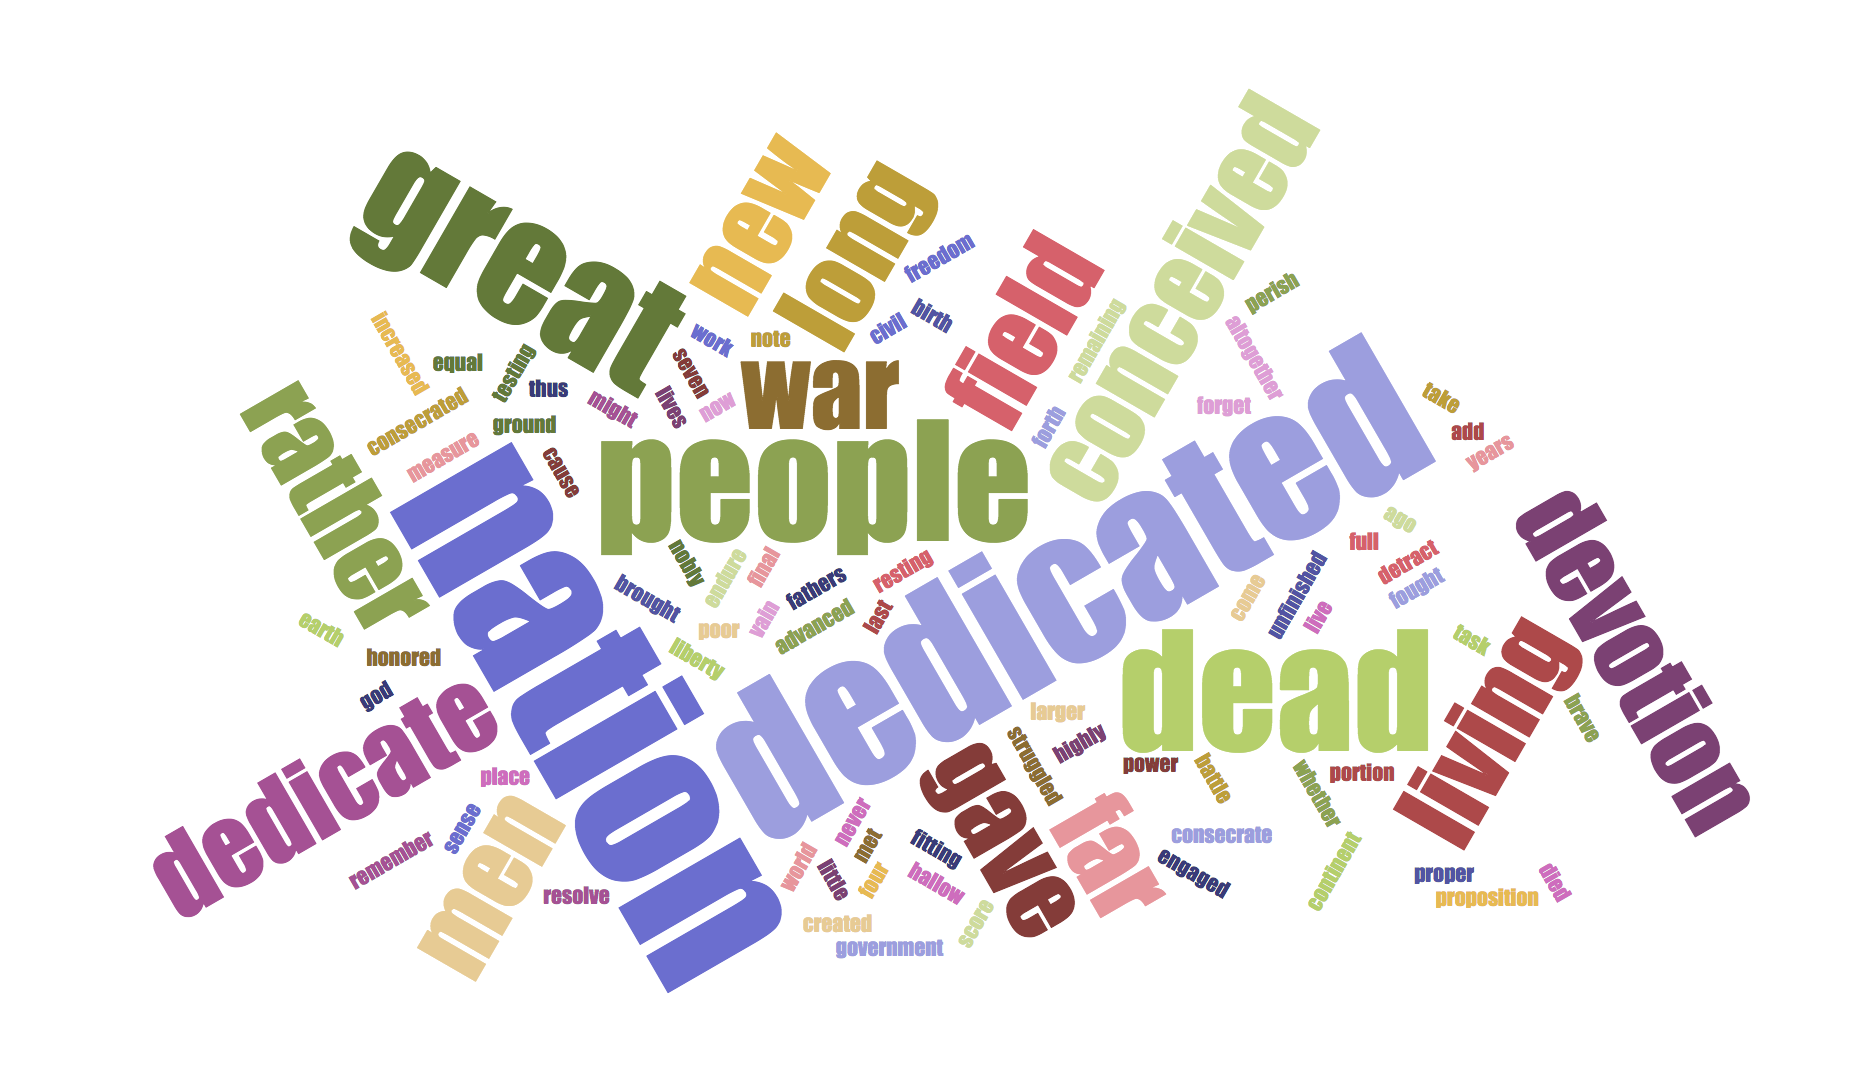 great
new
long
freedom
civil
birth
field
conceived
remaining
perish
altogether
increased
equal
testing
thus
consecrated
ground
measure
might
seven
lives
now
work
note
war
forth
forget
take
add
years
rather
nation
cause
people
dedicated
devotion
nobly
endure
final
brought
fathers
resting
poor
vain
advanced
last
liberty
ago
full
detract
fought
come
unfinished
live
task
earth
honored
god
dedicate
dead
living
brave
larger
struggled
highly
power
battle
whether
portion
place
sense
men
remember
resolve
gave
far
never
met
world
little
four
fitting
hallow
created
government
score
consecrate
engaged
continent
proper
proposition
died